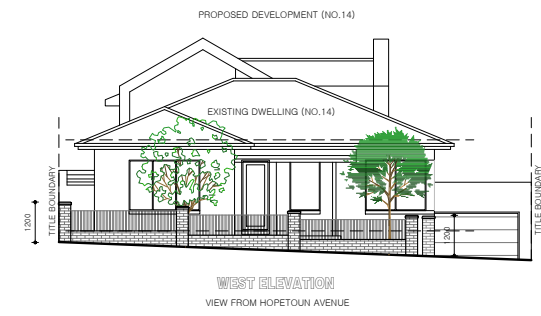 PROPOSED DEVELOPMENT (NO.14)
EXISTING DWELLING (NO.14)
TITLE BOUNDARY
TITLE BOUNDARY
1200
1200
WEST ELEVATION
VIEW FROM HOPETOUN AVENUE